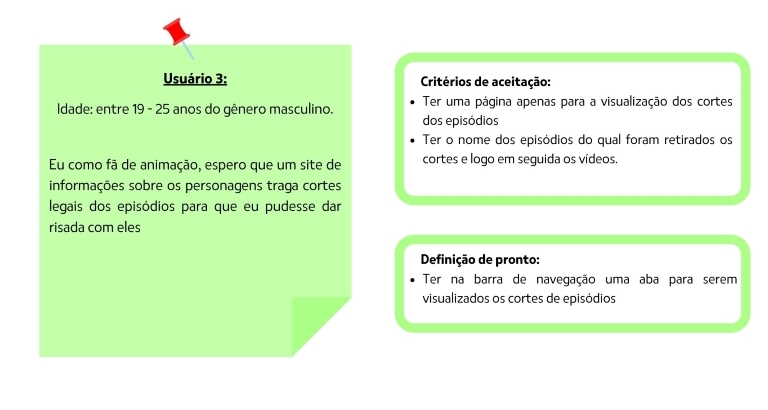 Usuário 3:
Idade: entre 19 - 25 anos do gênero masculino.
Eu como fã de animação, espero que um site de
informações sobre os personagens traga cortes
legais dos episódios para que eu pudesse dar
risada com eles
Critérios de aceitação:
• Ter uma página apenas para a visualização dos cortes
dos episódios
• Ter o nome dos episódios do qual foram retirados os
cortes e logo em seguida os vídeos.
Definição de pronto:
• Ter na barra de navegação uma aba para serem
visualizados os cortes de episódios